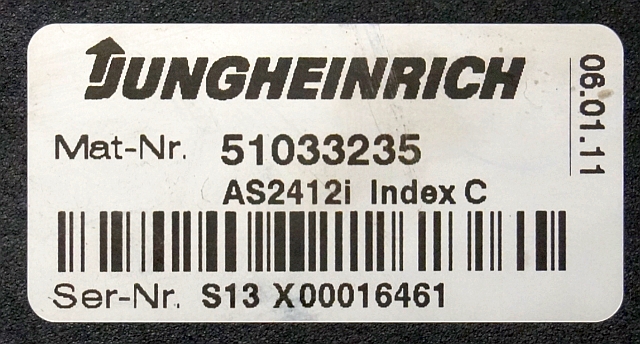 JUNGHEINRICH
Mat-Nr. 51033235
AS2412i Index C
Ser-Nr. S13 X00016461
06.01.11